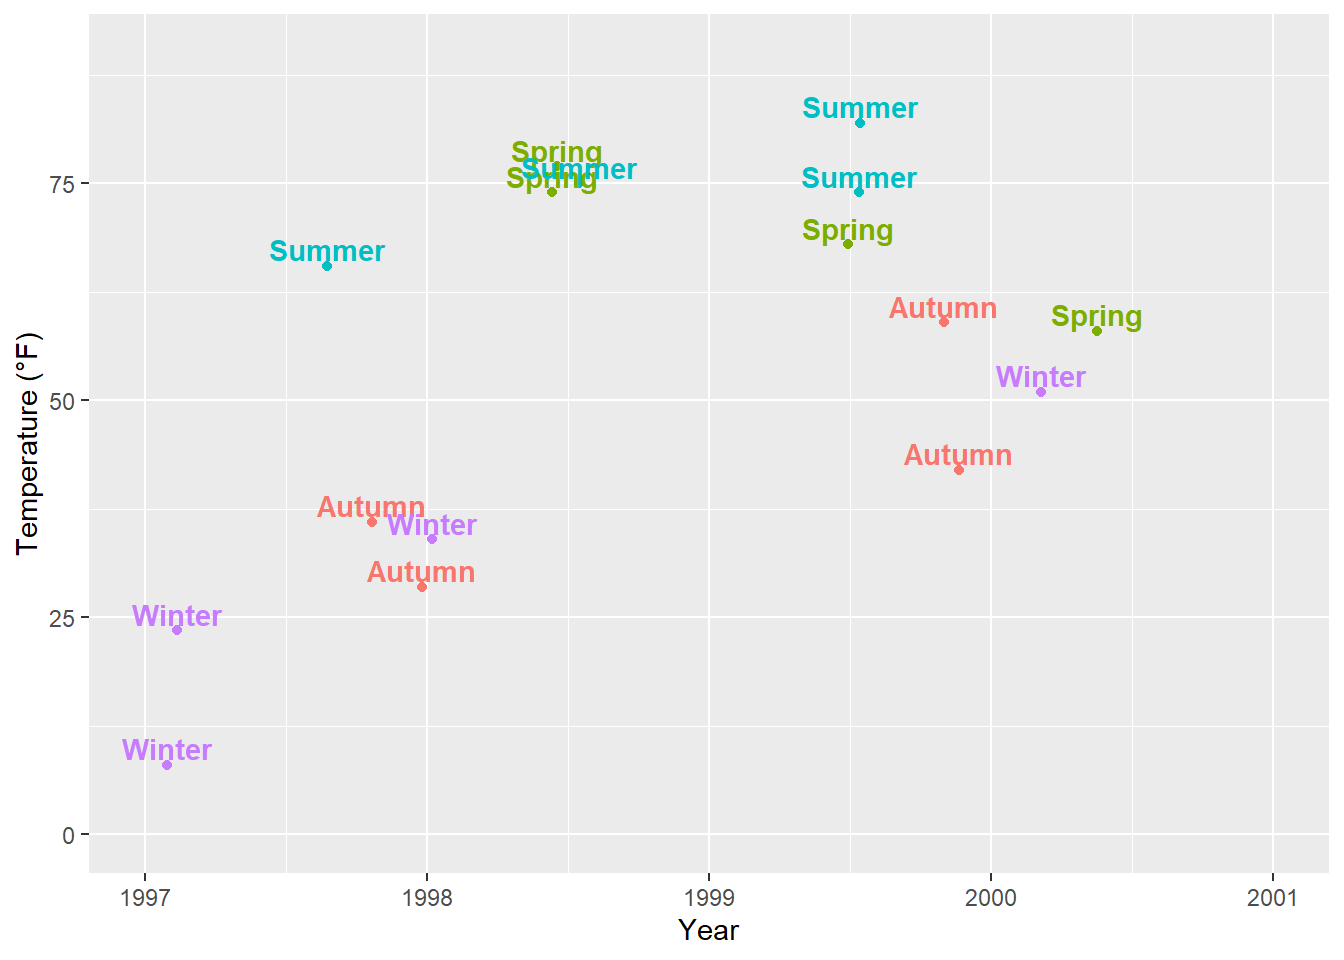 Summer
Spring
Summer
Spring
Summer
75
Spring
Summer
Autumn
Spring
Winter
50
Autumn
Autumn
Winter
Autumn
25
Winter
Winter
0
Temperature (°F)
1997 1998 1999 2000 2001
Year